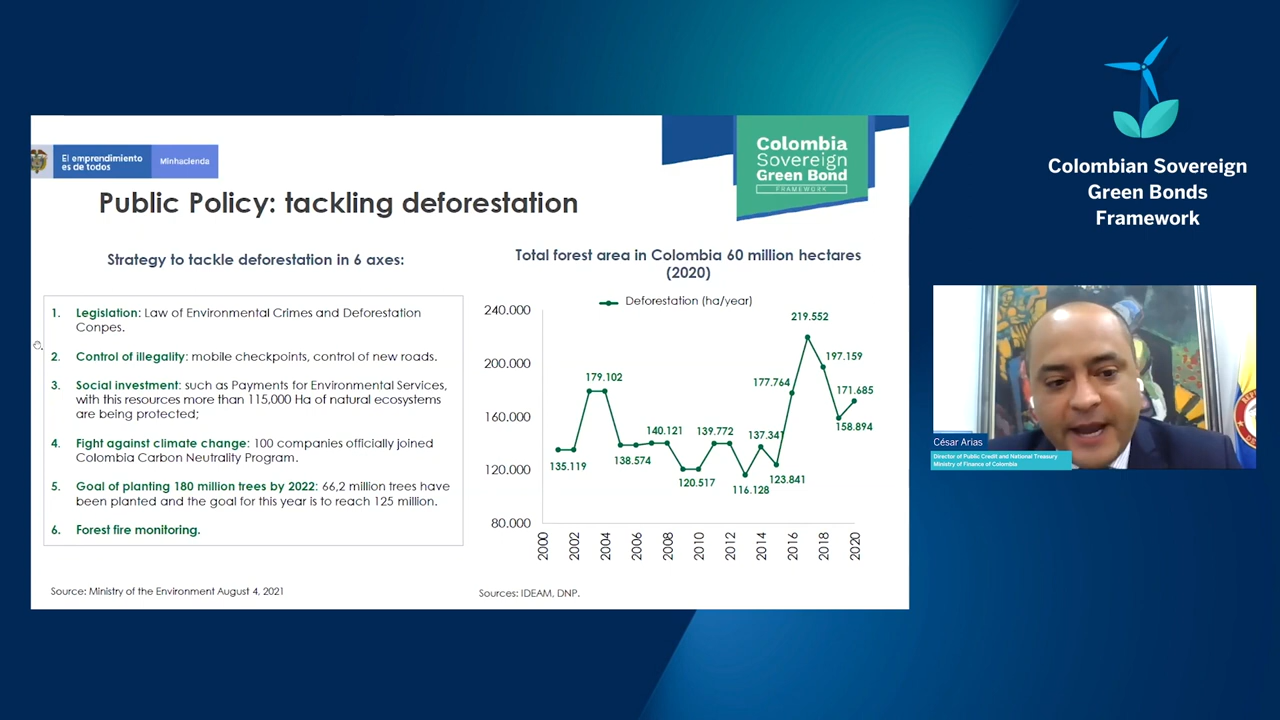 El emprendimiento
es de todos
Minhacienda
Colombia
Sovereign
Green Bond
FRAMEWORK
Public Policy: tackling deforestation
Strategy to tackle deforestation in 6 axes:
1. Legislation: Law of Environmental Crimes and Deforestation
Conpes.
2. Control of illegality: mobile checkpoints, control of new roads.
3. Social investment: such as Payments for Environmental Services,
with this resources more than 115,000 Ha of natural ecosystems
are being protected;
4. Fight against climate change: 100 companies officially joined
Colombia Carbon Neutrality Program.
5. Goal of planting 180 million trees by 2022: 66,2 million trees have
been planted and the goal for this year is to reach 125 million.
6. Forest fire monitoring.
Source: Ministry of the Environment August 4, 2021
Total forest area in Colombia 60 million hectares
(2020)
Deforestation (ha/year)
240.000
200.000
160.000
120.000
80.000
135.119
179.102
138.574
140.121
120.517
139.772
116.128
137.347
123.841
177.764
219.552
197.159
158.894
171.685
2000
2002
2004
2006
2008
2010
2012
2014
2016
2018
2020
Sources: IDEAM, DNP.
Colombian Sovereign
Green Bonds
Framework
César Arias
Director of Public Credit and National Treasury
Ministry of Finance of Colombia